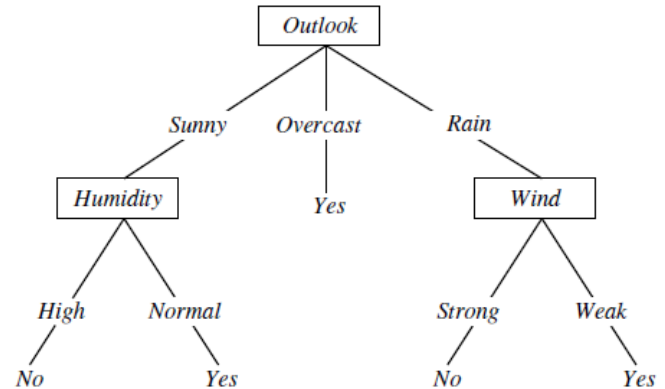 Outlook
Sunny Overcast Rain
Humidity Yes Wind
High Normal Strong Weak
No Yes No Yes